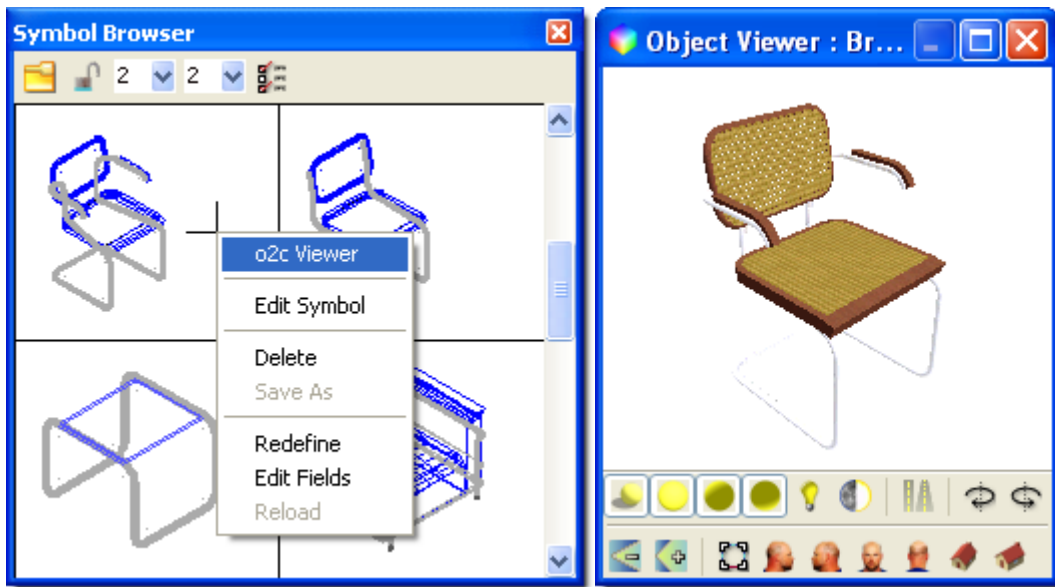 Symbol Browser
2 2
o2c Viewer
Edit Symbol
Delete
Save As
Redefine
Edit Fields
Reload
Object Viewer : Br...